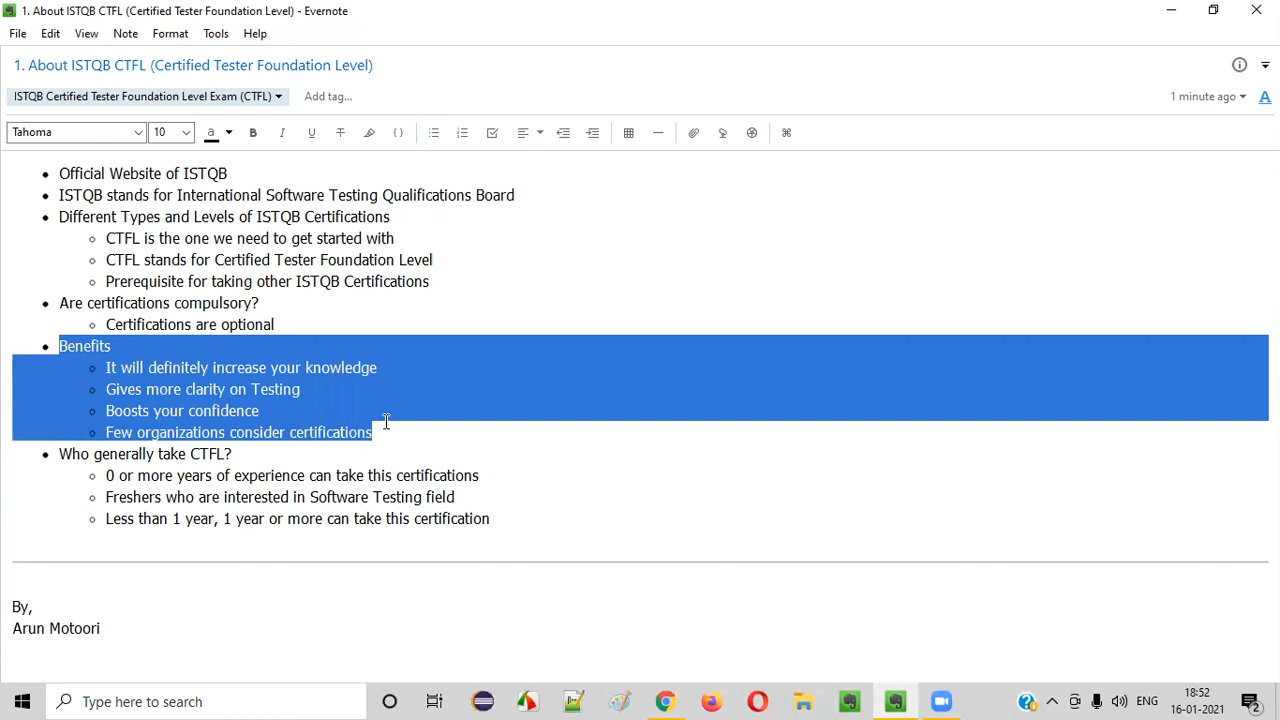 1. About ISTQB CTFL (Certified Tester Foundation Level) - Evernote
File Edit View Note Format Tools Help
1. About ISTQB CTFL (Certified Tester Foundation Level)
ISTQB Certified Tester Foundation Level Exam (CTFL) Add tag... 1 minute ago
Tahoma 10
Official Website of ISTQB
ISTQB stands for International Software Testing Qualifications Board
Different Types and Levels of ISTQB Certifications
CTFL is the one we need to get started with
CTFL stands for Certified Tester Foundation Level
Prerequisite for taking other ISTQB Certifications
Are certifications compulsory?
Certifications are optional
Benefits
It will definitely increase your knowledge
Gives more clarity on Testing
Boosts your confidence
Few organizations consider certifications
Who generally take CTFL?
0 or more years of experience can take this certifications
Freshers who are interested in Software Testing field
Less than 1 year, 1 year or more can take this certification
By,
Arun Motoori
Type here to search
ENG
18:52
16-01-2021
2